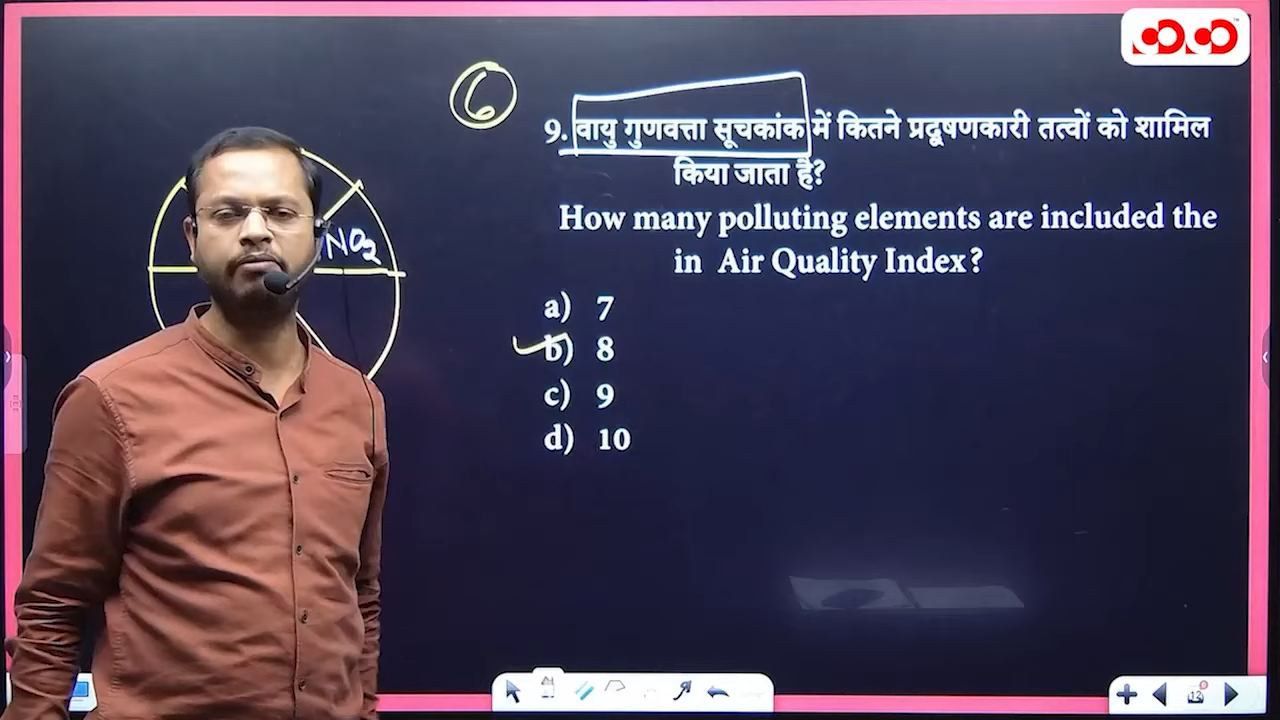 6
9. वायु गुणवत्ता सूचकांक में कितने प्रदूषणकारी तत्वों को शामिल
किया जाता है?
How many polluting elements are included the
in Air Quality Index?
NO2
a) 7
b) 8
c) 9
d) 10
12